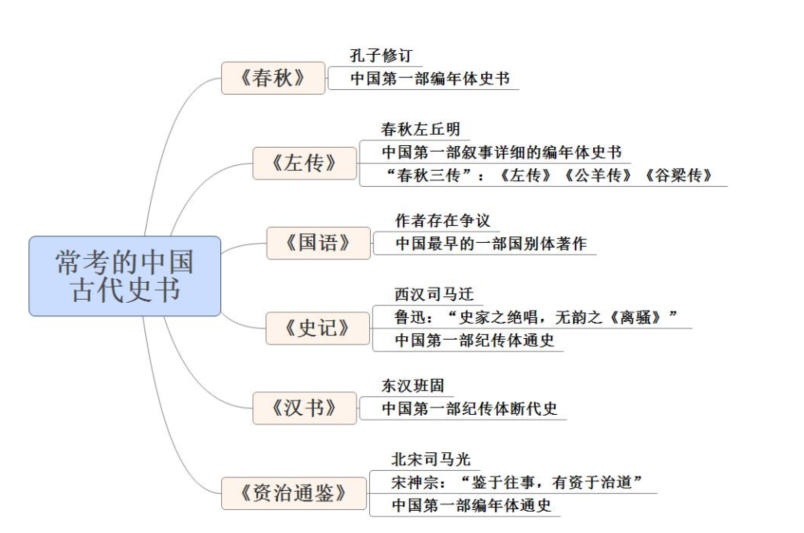 常考的中国
古代史书
《春秋》
孔子修订
中国第一部编年体史书
《左传》
春秋左丘明
中国第一部叙事详细的编年体史书
“春秋三传”：《左传》《公羊传》《谷梁传》
《国语》
作者存在争议
中国最早的一部国别体著作
《史记》
西汉司马迁
鲁迅：“史家之绝唱，无韵之《离骚》”
中国第一部纪传体通史
《汉书》
东汉班固
中国第一部纪传体断代史
《资治通鉴》
北宋司马光
宋神宗：“鉴于往事，有资于治道”
中国第一部编年体通史